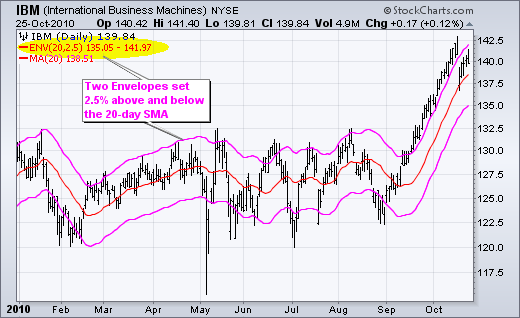 IBM (International Business Machines) NYSE © StockCharts.com
25-Oct-2010 Op 140.42 Hi 141.40 Lo 139.81 Cl 139.84 Vol 4.9M Chg +0.17 (+0.12%)
IBM (Daily) 139.84
ENV(20,2.5) 135.05 - 141.97
MA(20) 138.51
Two Envelopes set
2.5% above and below
the 20-day SMA
142.5
140.0
137.5
135.0
132.5
130.0
127.5
125.0
122.5
120.0
117.5
2010 Feb Mar Apr May Jun Jul Aug Sep Oct